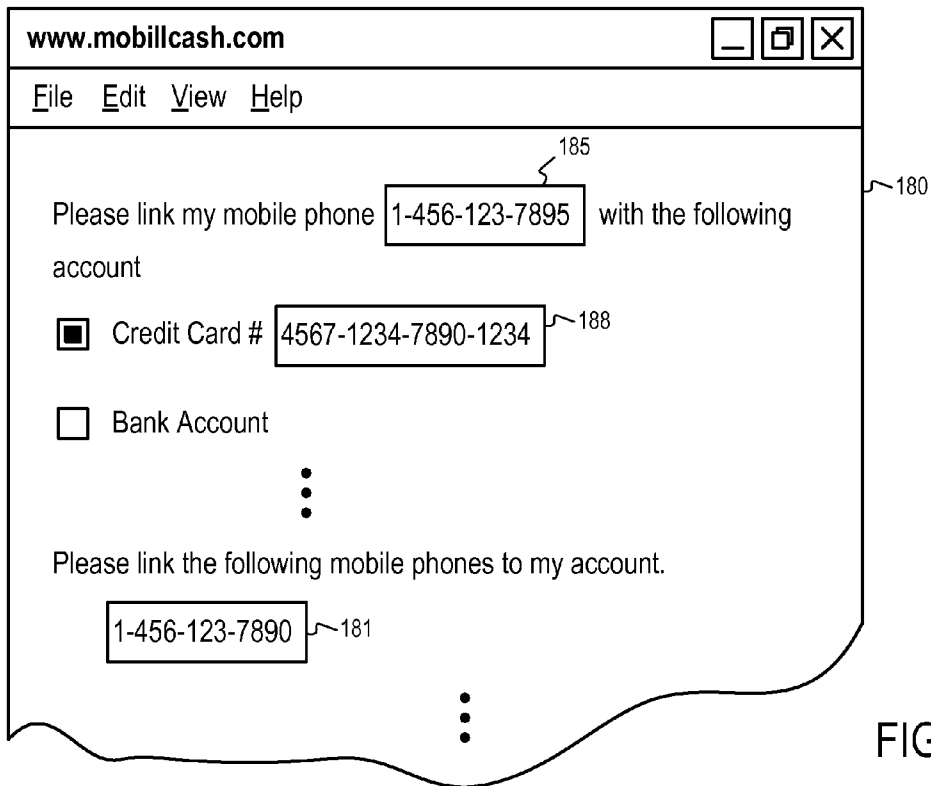 www.mobillcash.com
File Edit View Help
185
180
Please link my mobile phone 1-456-123-7895 with the following
account
Credit Card # 4567-1234-7890-1234 188
Bank Account
Please link the following mobile phones to my account.
1-456-123-7890 181
FIG